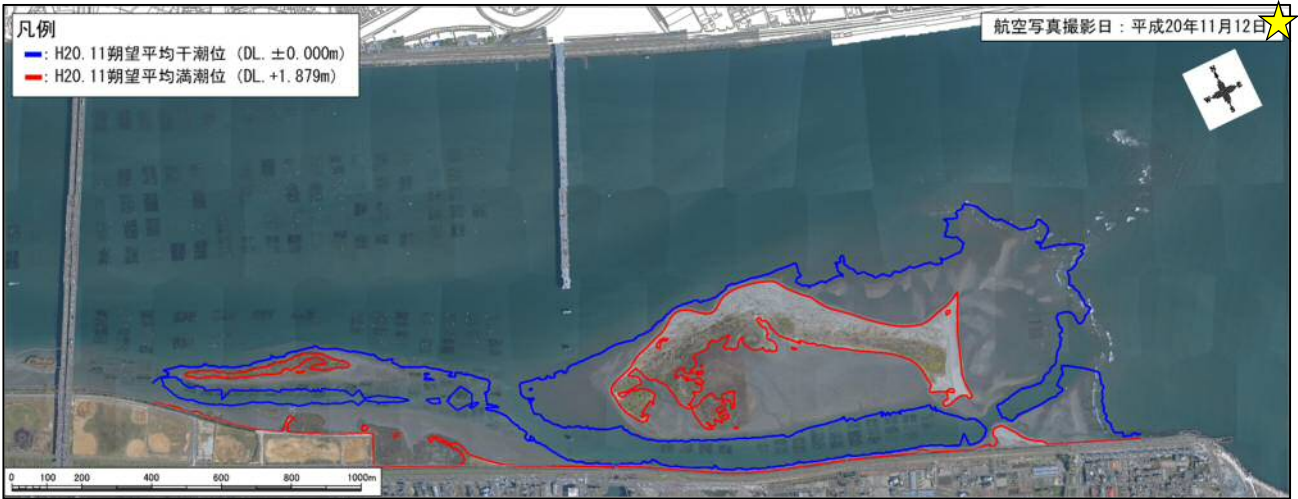 凡例
: H20.11朔望平均干潮位 (DL.±0.000m)
: H20.11朔望平均満潮位 (DL.+1.879m)
航空写真撮影日：平成20年11月12日
0 100 200 400 600 800 1000m